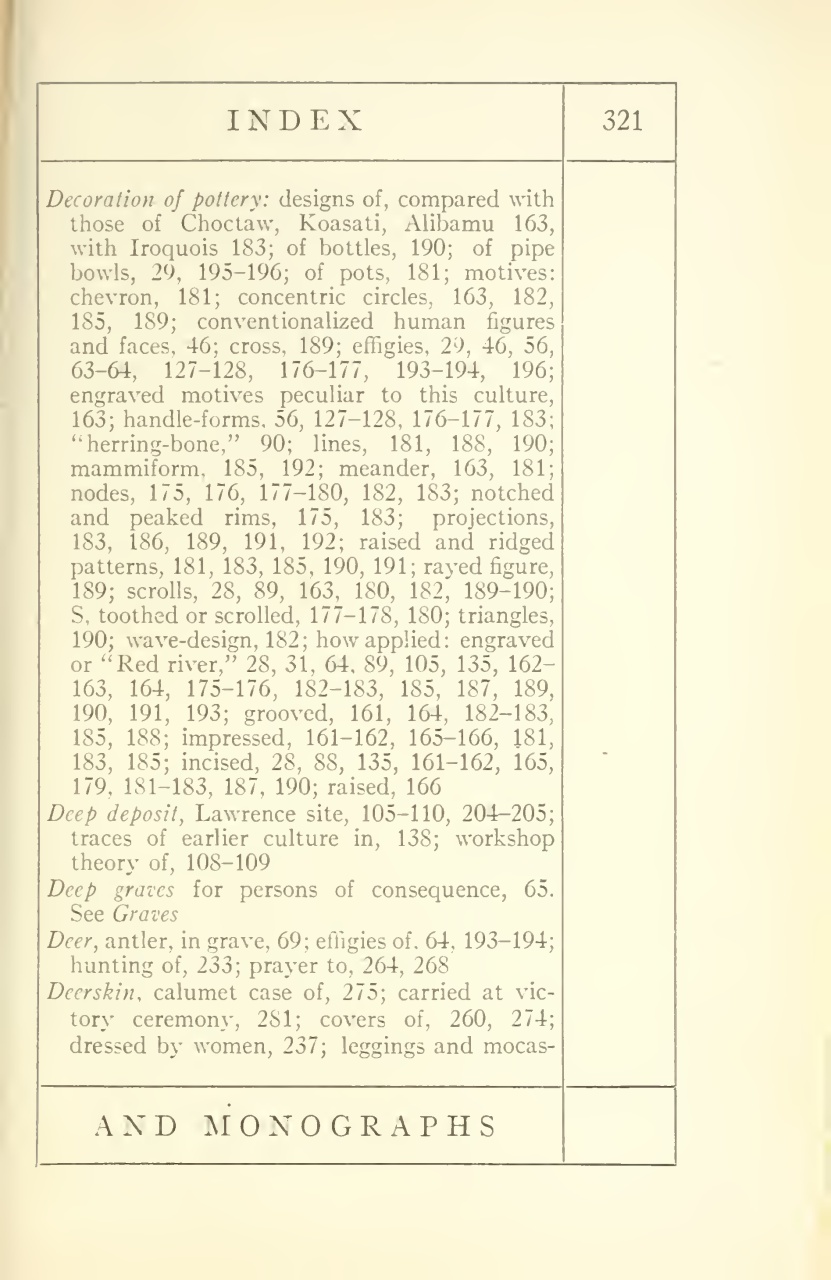 INDEX
321
Decoration of pottery: designs of, compared with
those of Choctaw, Koasati, Alibamu 163,
with Iroquois 183; of bottles, 190; of pipe
bowls, 29, 195–196; of pots, 181; motives:
chevron, 181; concentric circles, 163, 182,
185, 189; conventionalized human figures
and faces, 46; cross, 189; effigies, 29, 46, 56,
63–64, 127–128, 176–177, 193–194, 196;
engraved motives peculiar to this culture,
163; handle-forms, 56, 127–128, 176–177, 183;
“herring-bone,” 90; lines, 181, 188, 190;
mammiform, 185, 192; meander, 163, 181;
nodes, 175, 176, 177–180, 182, 183; notched
and peaked rims, 175, 183; projections,
183, 186, 189, 191, 192; raised and ridged
patterns, 181, 183, 185, 190, 191; rayed figure,
189; scrolls, 28, 89, 163, 180, 182, 189–190;
S, toothed or scrolled, 177–178, 180; triangles,
190; wave-design, 182; how applied: engraved
or “Red river,” 28, 31, 64, 89, 105, 135, 162–
163, 164, 175–176, 182–183, 185, 187, 189,
190, 191, 193; grooved, 161, 164, 182–183,
185, 188; impressed, 161–162, 165–166, 181,
183, 185; incised, 28, 88, 135, 161–162, 165,
179, 181–183, 187, 190; raised, 166
Deep deposit, Lawrence site, 105–110, 204–205;
traces of earlier culture in, 138; workshop
theory of, 108–109
Deep graves for persons of consequence, 65.
See Graves
Deer, antler, in grave, 69; effigies of, 64, 193–194;
hunting of, 233; prayer to, 264, 268
Deerskin, calumet case of, 275; carried at vic-
tory ceremony, 281; covers of, 260, 274;
dressed by women, 237; leggings and mocas-
AND MONOGRAPHS